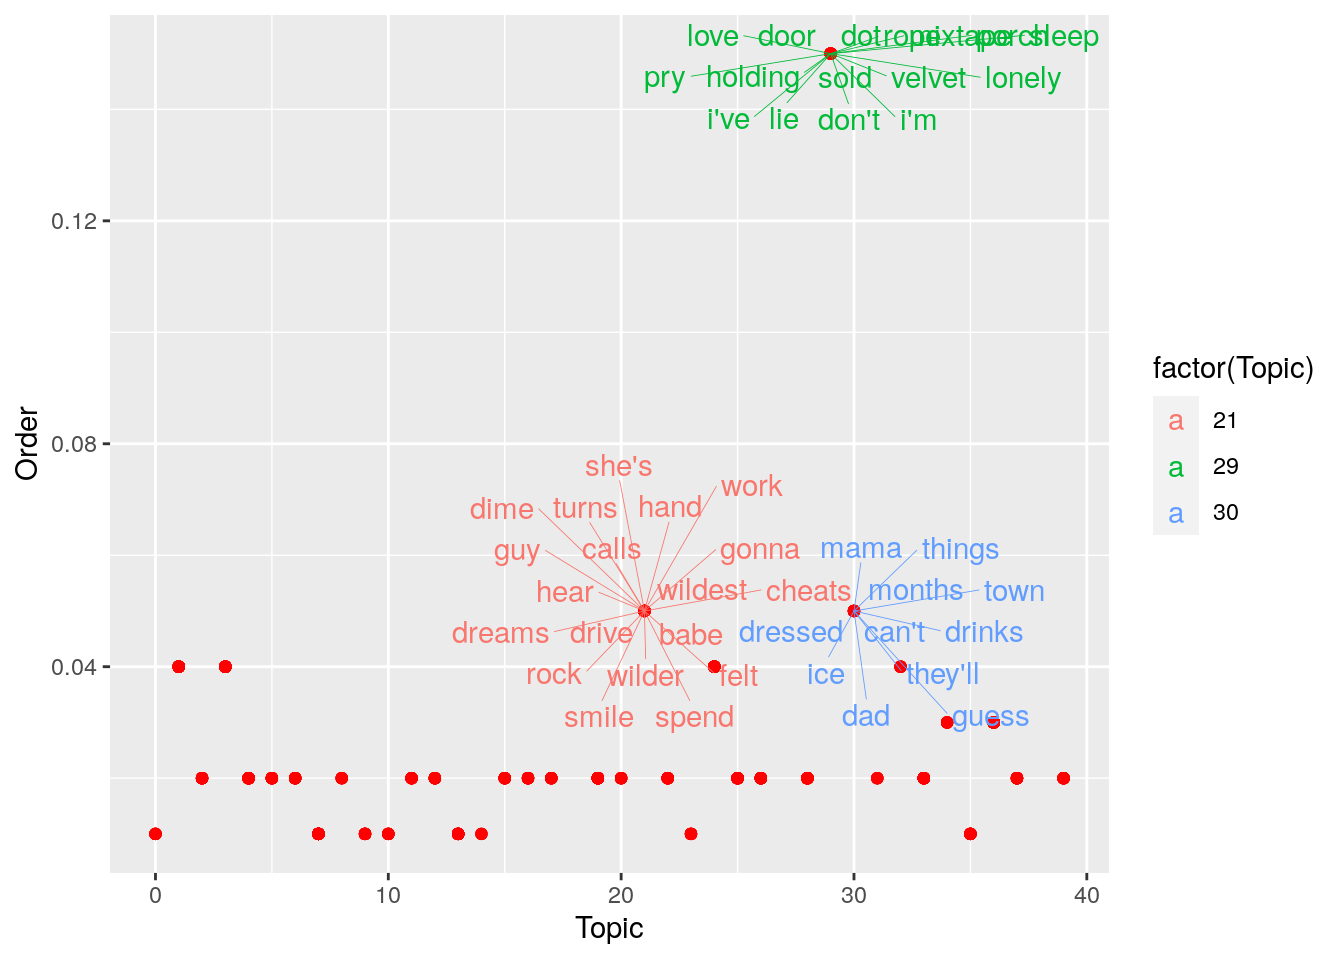 love door dot rope mixtape porch sleep
pry holding sold velvet lonely
i've lie don't i'm
0.12
0.08
0.04
Order
she's
work
dime turns hand
guy calls gonna mama things
hear wildest cheats months town
dreams drive babe dressed can't drinks
rock wilder felt ice they'll
smile spend dad guess
0 10 20 30 40
Topic
factor(Topic)
a 21
a 29
a 30